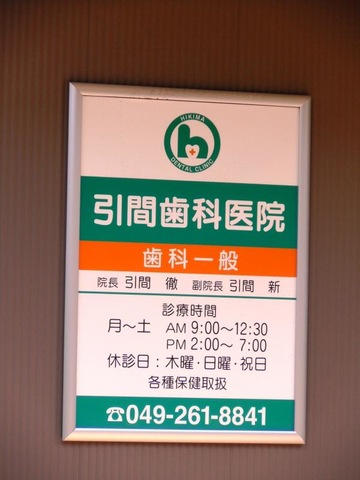 HIKIMA
h
DENTAL CLINIC
引間歯科医院
歯科一般
院長 引間 徹 副院長 引間 新
診療時間
月〜土 AM 9:00〜12:30
PM 2:00〜 7:00
休診日：木曜・日曜・祝日
各種保健取扱
☎049-261-8841